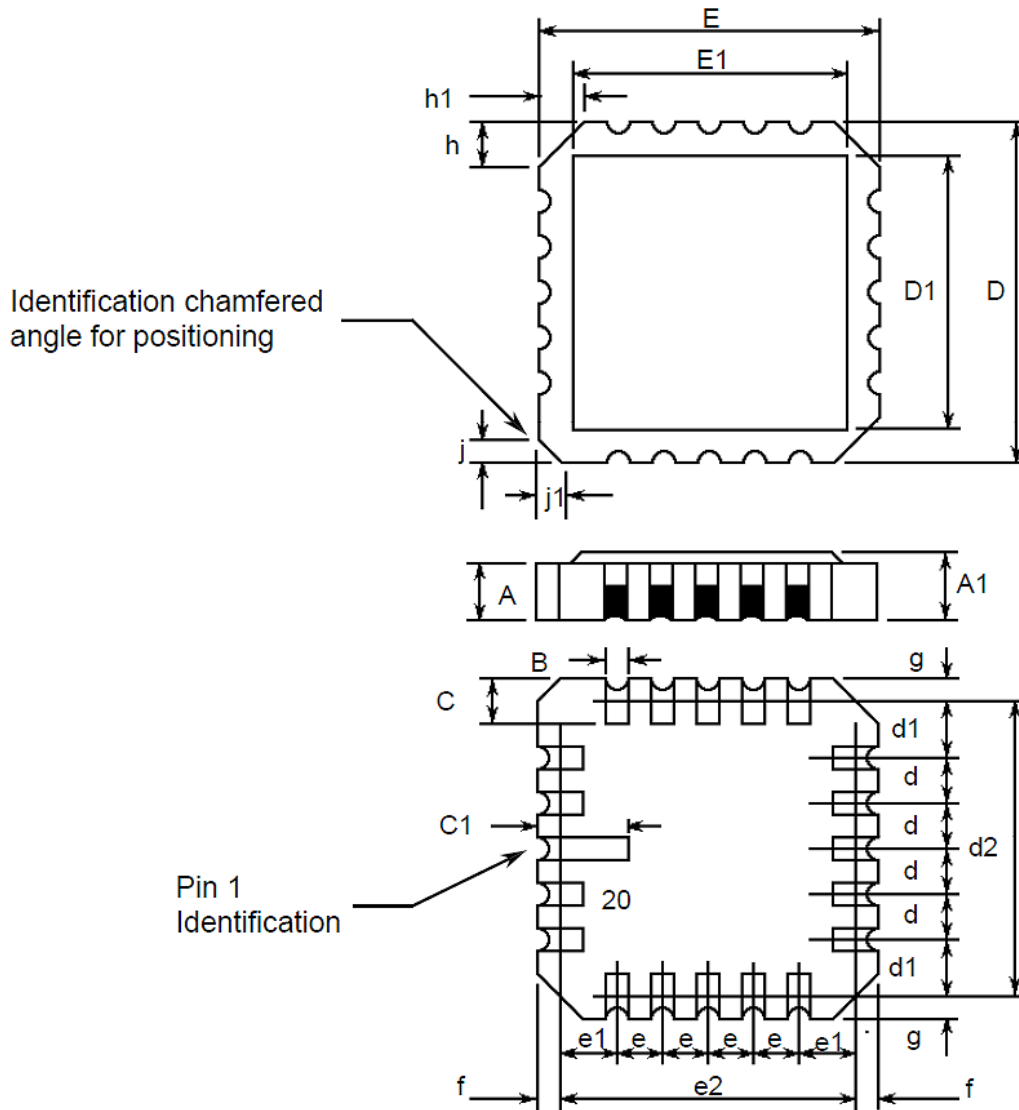 E
E1
h1
h
Identification chamfered
angle for positioning
D1
D
j
j1
A
A1
B
g
C
d1
d
C1
d
d2
d
Pin 1
Identification
20
d
d1
e1 e e e e e1
g
f
e2
f